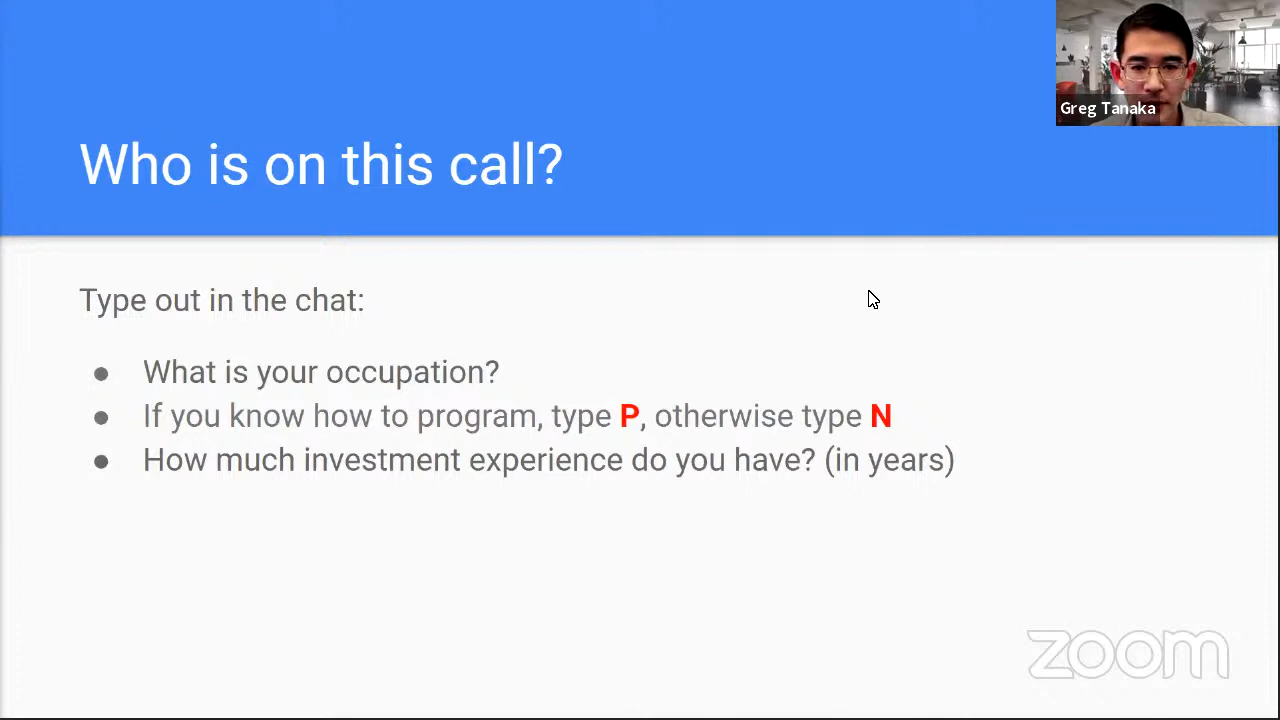 Greg Tanaka
Who is on this call?
Type out in the chat:
● What is your occupation?
● If you know how to program, type P, otherwise type N
● How much investment experience do you have? (in years)
zoom